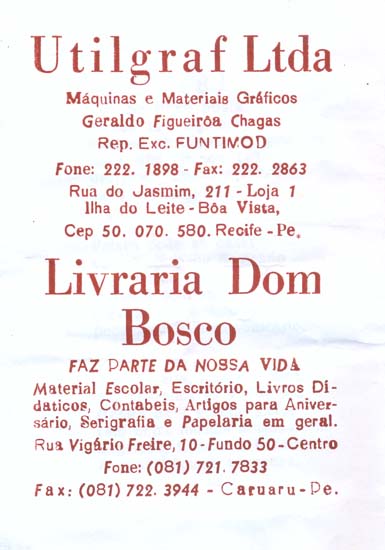 Utilgraf Ltda
Máquinas e Materiais Gráficos
Geraldo Figueirôa Chagas
Rep. Exc. FUNTIMOD
Fone: 222. 1898 - Fax: 222. 2863
Rua do Jasmim, 211 - Loja 1
Ilha do Leite - Bôa Vista,
Cep 50. 070. 580. Recife - Pe,
Livraria Dom
Bosco
FAZ PARTE DA NOSSA VIDA
Material Escolar, Escritório, Livros Di-
daticos, Contabeis, Artigos para Aniver-
sário, Serigrafia e Papelaria em geral.
Rua Vigário Freire, 10 - Fundo 50 - Centro
Fone: (081) 721. 7833
Fax: (081) 722. 3944 - Caruaru - Pe.